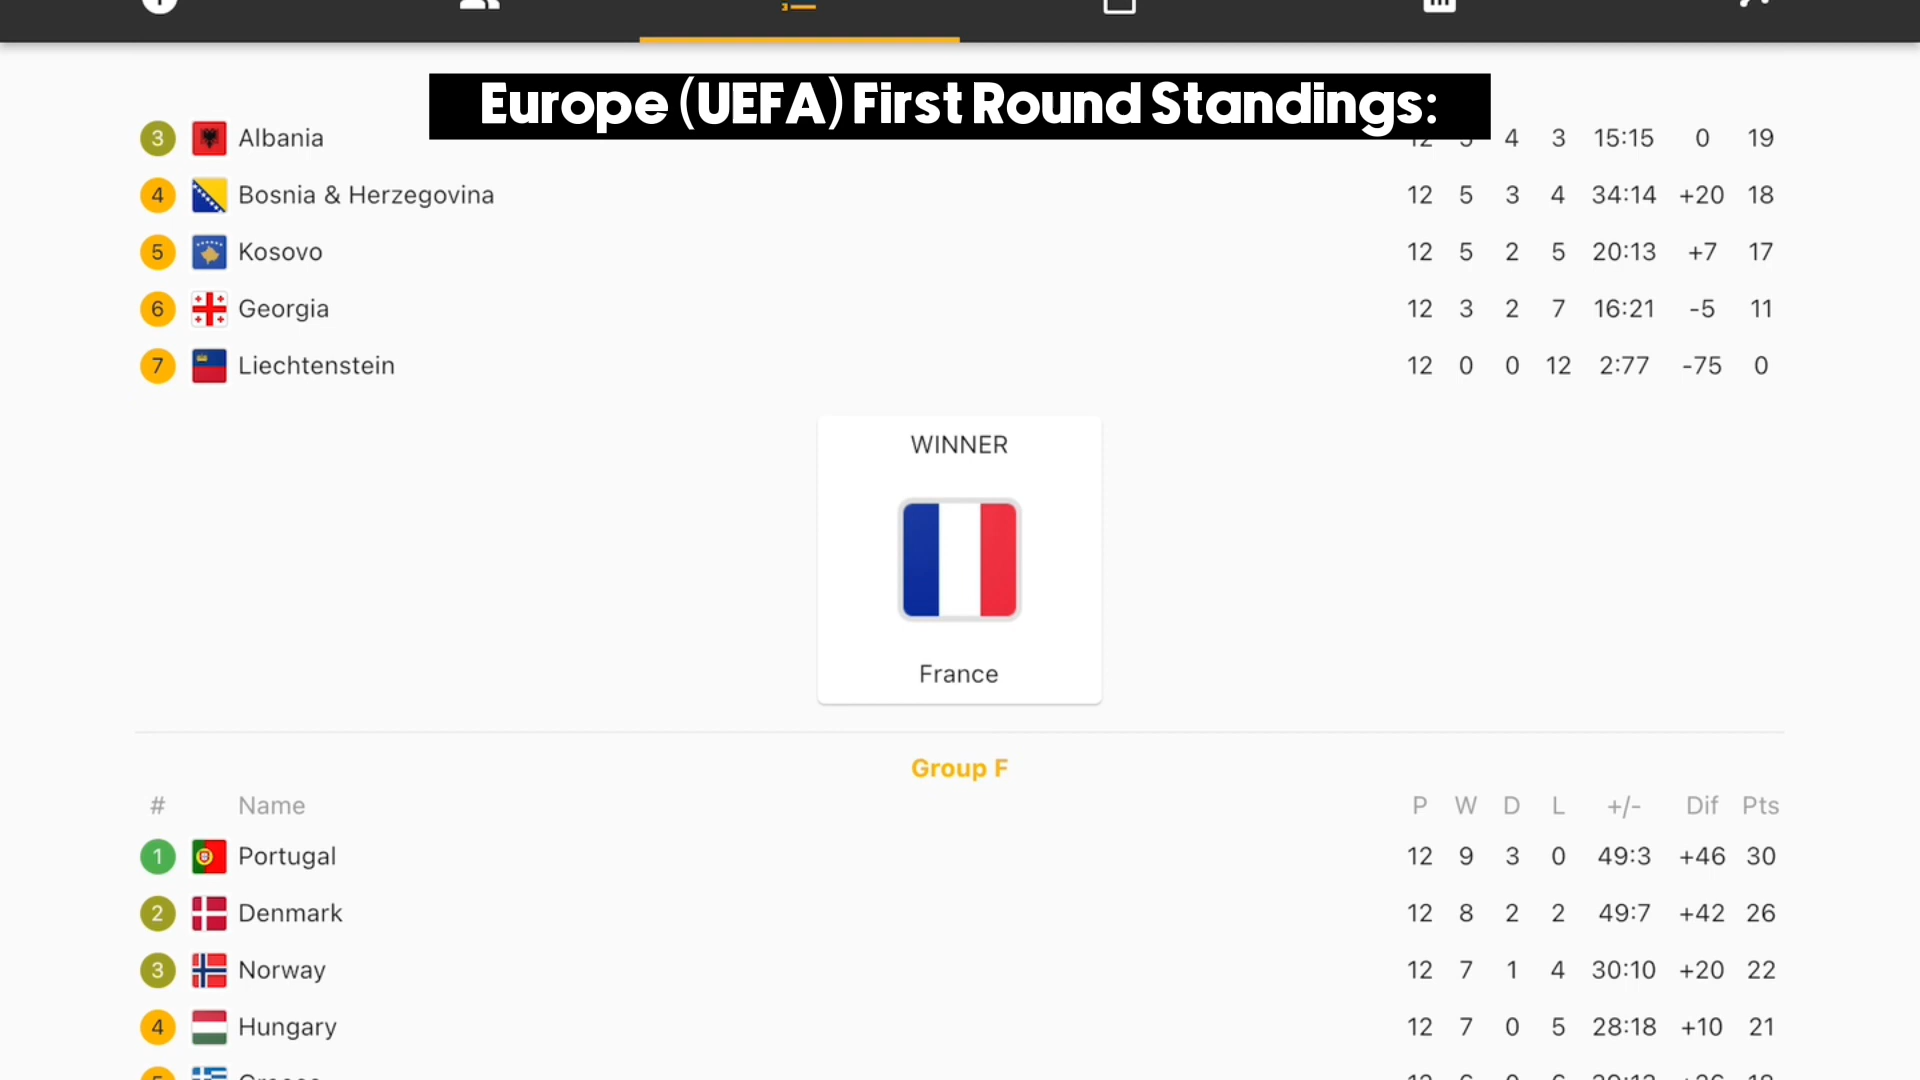 Europe (UEFA) First Round Standings:
3 Albania 12 5 4 3 15:15 0 19
4 Bosnia & Herzegovina 12 5 3 4 34:14 +20 18
5 Kosovo 12 5 2 5 20:13 +7 17
6 Georgia 12 3 2 7 16:21 -5 11
7 Liechtenstein 12 0 0 12 2:77 -75 0
WINNER
France
Group F
# Name P W D L +/- Dif Pts
1 Portugal 12 9 3 0 49:3 +46 30
2 Denmark 12 8 2 2 49:7 +42 26
3 Norway 12 7 1 4 30:10 +20 22
4 Hungary 12 7 0 5 28:18 +10 21